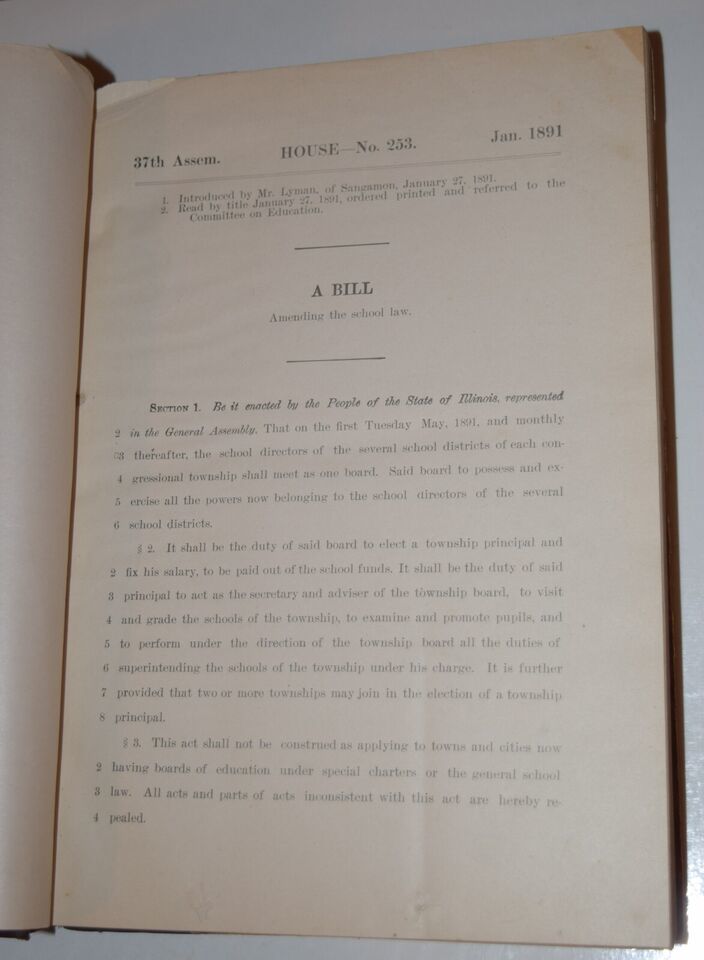 37th Assem. HOUSE—No. 253. Jan. 1891
1. Introduced by Mr. Lyman, of Sangamon, January 27, 1891.
2. Read by title January 27, 1891, ordered printed and referred to the
Committee on Education.
A BILL
Amending the school law.
SECTION 1. Be it enacted by the People of the State of Illinois, represented
2 in the General Assembly. That on the first Tuesday May, 1891, and monthly
3 thereafter, the school directors of the several school districts of each con-
4 gressional township shall meet as one board. Said board to possess and ex-
5 ercise all the powers now belonging to the school directors of the several
6 school districts.
§ 2. It shall be the duty of said board to elect a township principal and
2 fix his salary, to be paid out of the school funds. It shall be the duty of said
3 principal to act as the secretary and adviser of the township board, to visit
4 and grade the schools of the township, to examine and promote pupils, and
5 to perform under the direction of the township board all the duties of
6 superintending the schools of the township under his charge. It is further
7 provided that two or more townships may join in the election of a township
8 principal.
§ 3. This act shall not be construed as applying to towns and cities now
2 having boards of education under special charters or the general school
3 law. All acts and parts of acts inconsistent with this act are hereby re-
4 pealed.